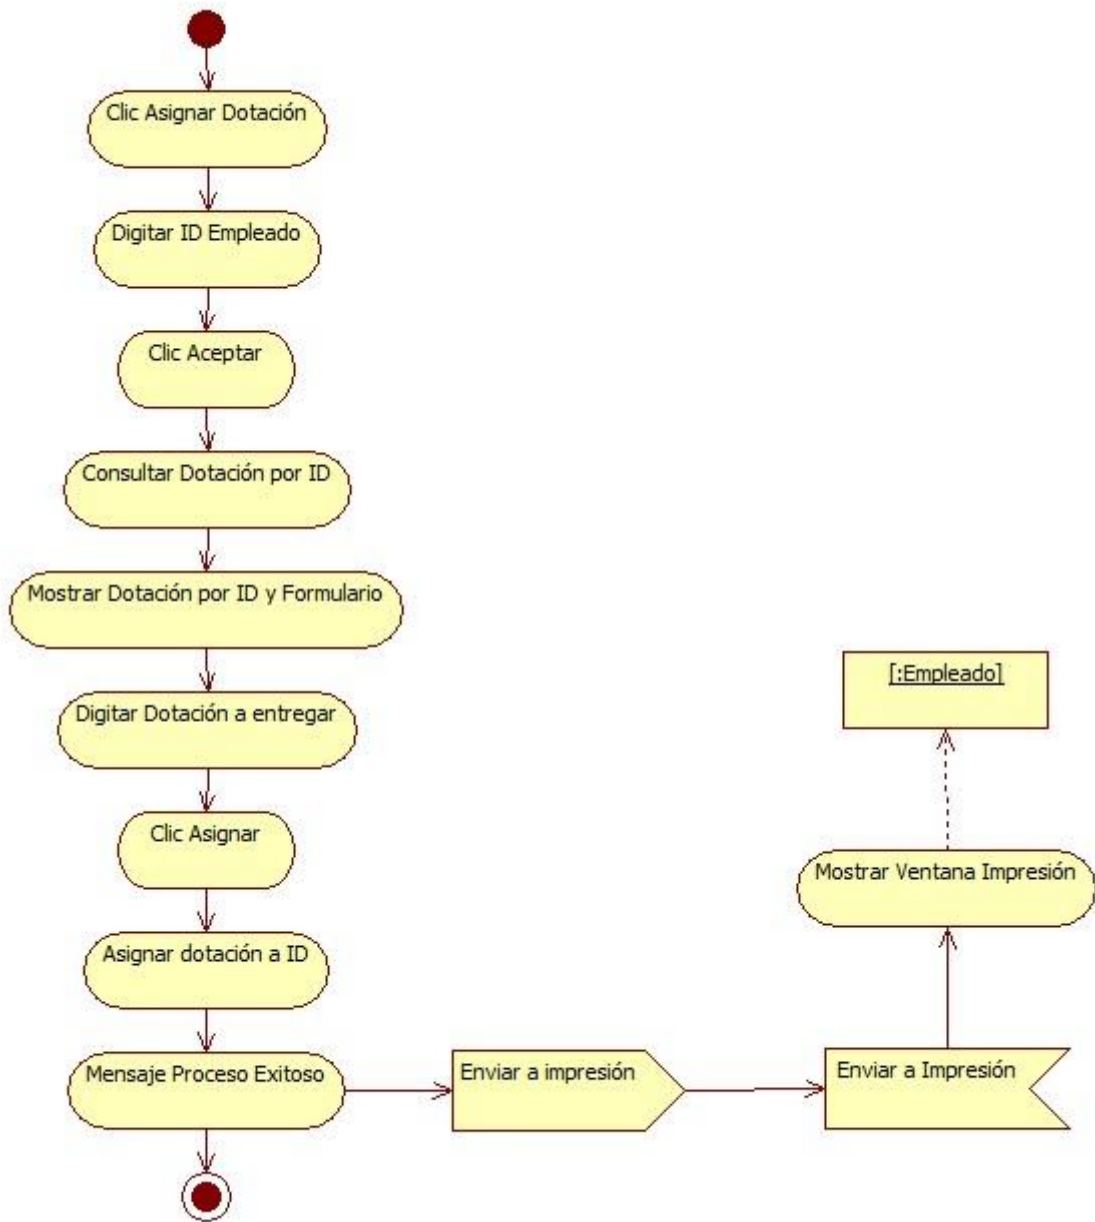 Clic Asignar Dotación
Digitar ID Empleado
Clic Aceptar
Consultar Dotación por ID
Mostrar Dotación por ID y Formulario
Digitar Dotación a entregar
Clic Asignar
Asignar dotación a ID
Mensaje Proceso Exitoso
Enviar a impresión
Enviar a Impresión
Mostrar Ventana Impresión
[:Empleado]